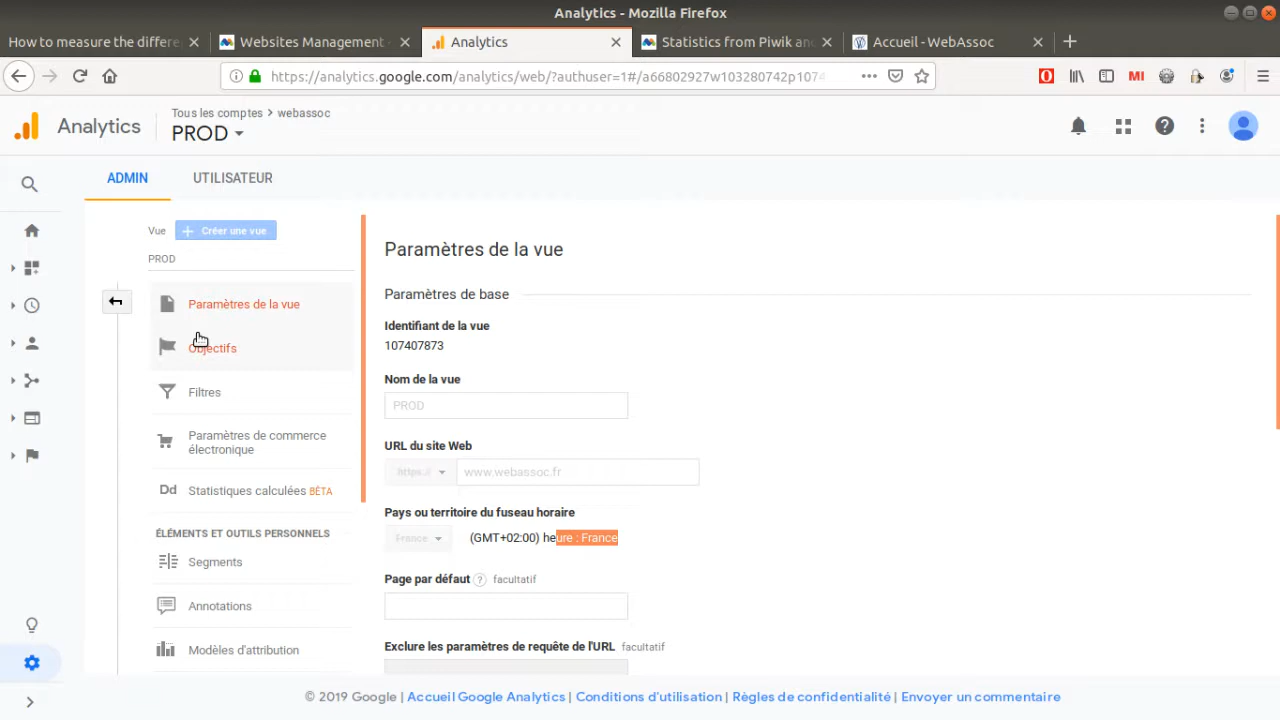 Analytics - Mozilla Firefox
How to measure the differe
Websites Management
Analytics
Statistics from Piwik an
Accueil - WebAssoc
https://analytics.google.com/analytics/web/?authuser=1#/a66802927w103280742p1074
MI
Analytics
Tous les comptes > webassoc
PROD
ADMIN
UTILISATEUR
Vue
+ Créer une vue
PROD
Paramètres de la vue
Objectifs
Filtres
Paramètres de commerce
électronique
Dd Statistiques calculées BÊTA
ÉLÉMENTS ET OUTILS PERSONNELS
Segments
Annotations
Modèles d'attribution
Paramètres de la vue
Paramètres de base
Identifiant de la vue
107407873
Nom de la vue
PROD
URL du site Web
https://
www.webassoc.fr
Pays ou territoire du fuseau horaire
France
(GMT+02:00) heure : France
Page par défaut ? facultatif
Exclure les paramètres de requête de l'URL facultatif
© 2019 Google | Accueil Google Analytics | Conditions d'utilisation | Règles de confidentialité | Envoyer un commentaire